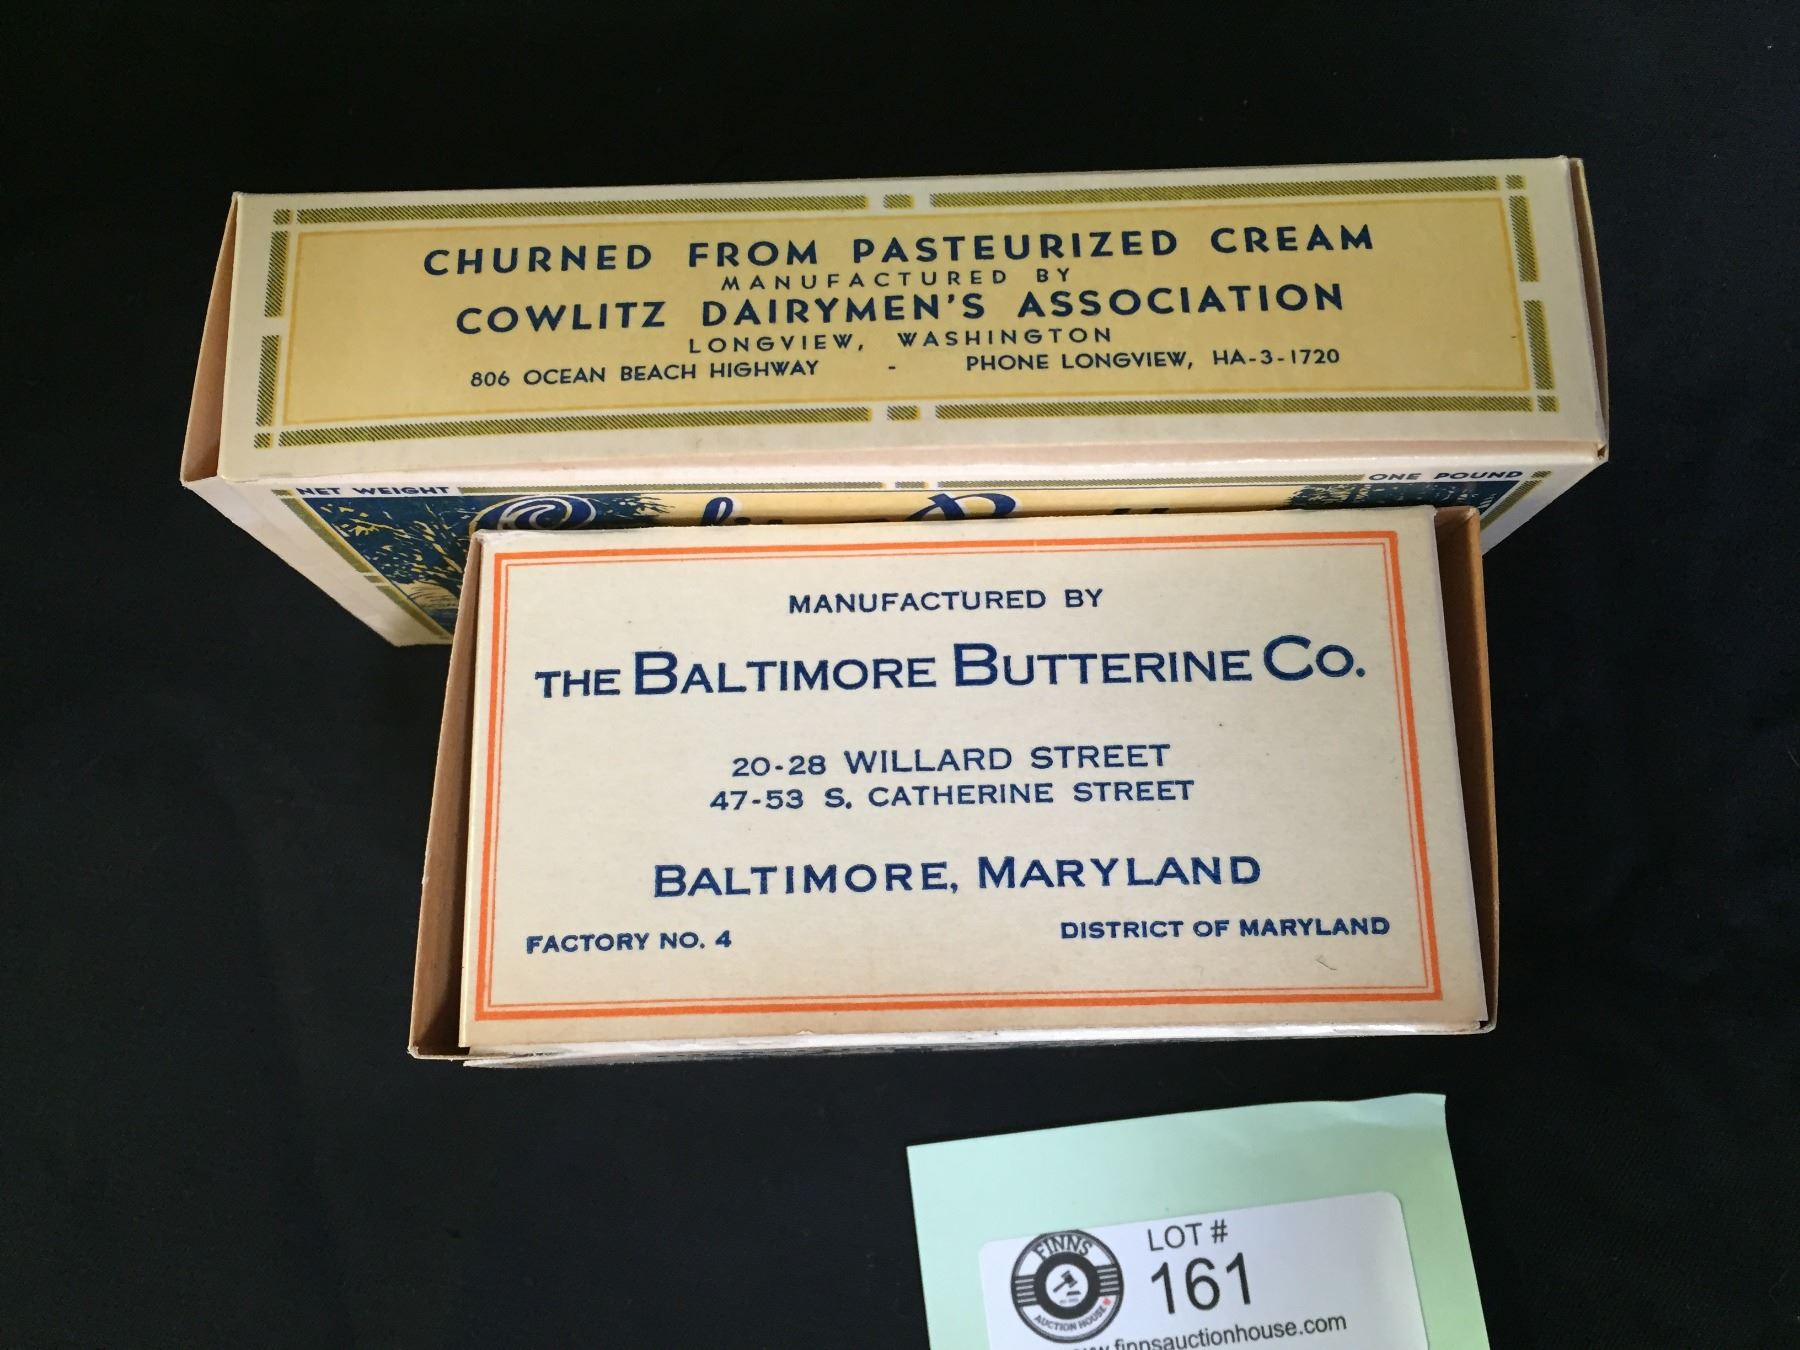 CHURNED FROM PASTEURIZED CREAM
MANUFACTURED BY
COWLITZ DAIRYMEN'S ASSOCIATION
LONGVIEW, WASHINGTON
806 OCEAN BEACH HIGHWAY - PHONE LONGVIEW, HA-3-1720
NET WEIGHT ONE POUND
MANUFACTURED BY
THE BALTIMORE BUTTERINE CO.
20-28 WILLARD STREET
47-53 S. CATHERINE STREET
BALTIMORE, MARYLAND
FACTORY NO. 4 DISTRICT OF MARYLAND
FINNS
AUCTION HOUSE
LOT #
161
www.finnsauctionhouse.com